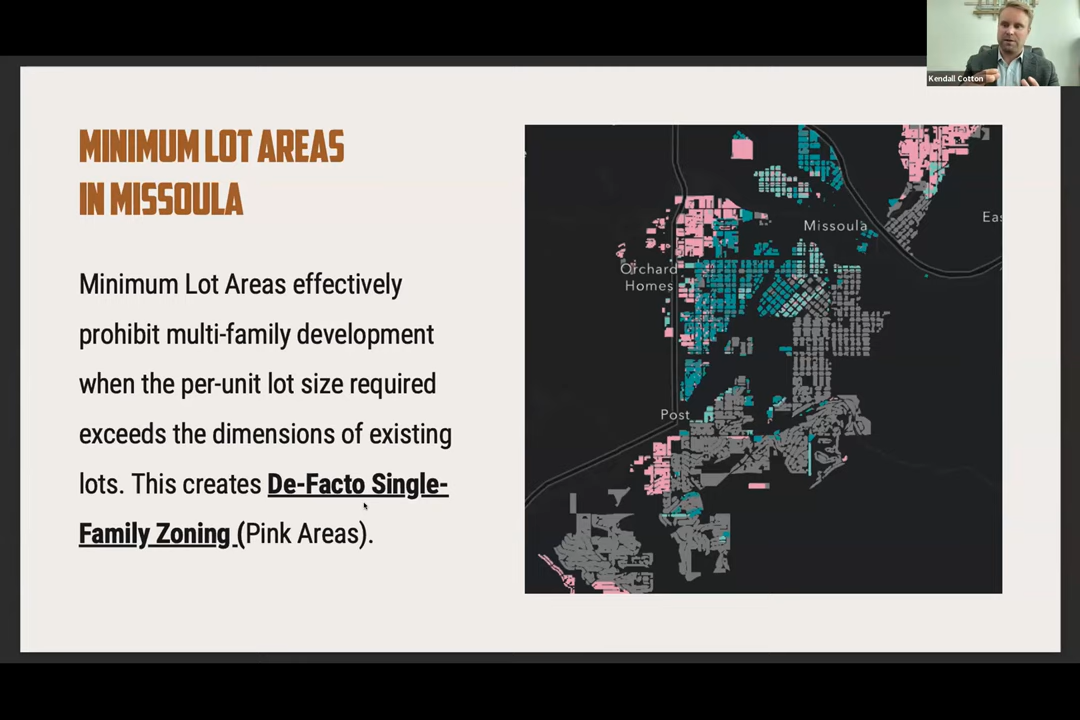 Kendall Cotton
MINIMUM LOT AREAS
IN MISSOULA
Minimum Lot Areas effectively
prohibit multi-family development
when the per-unit lot size required
exceeds the dimensions of existing
lots. This creates De-Facto Single-
Family Zoning (Pink Areas).
Missoula
Eas
Orchard
Homes
Post